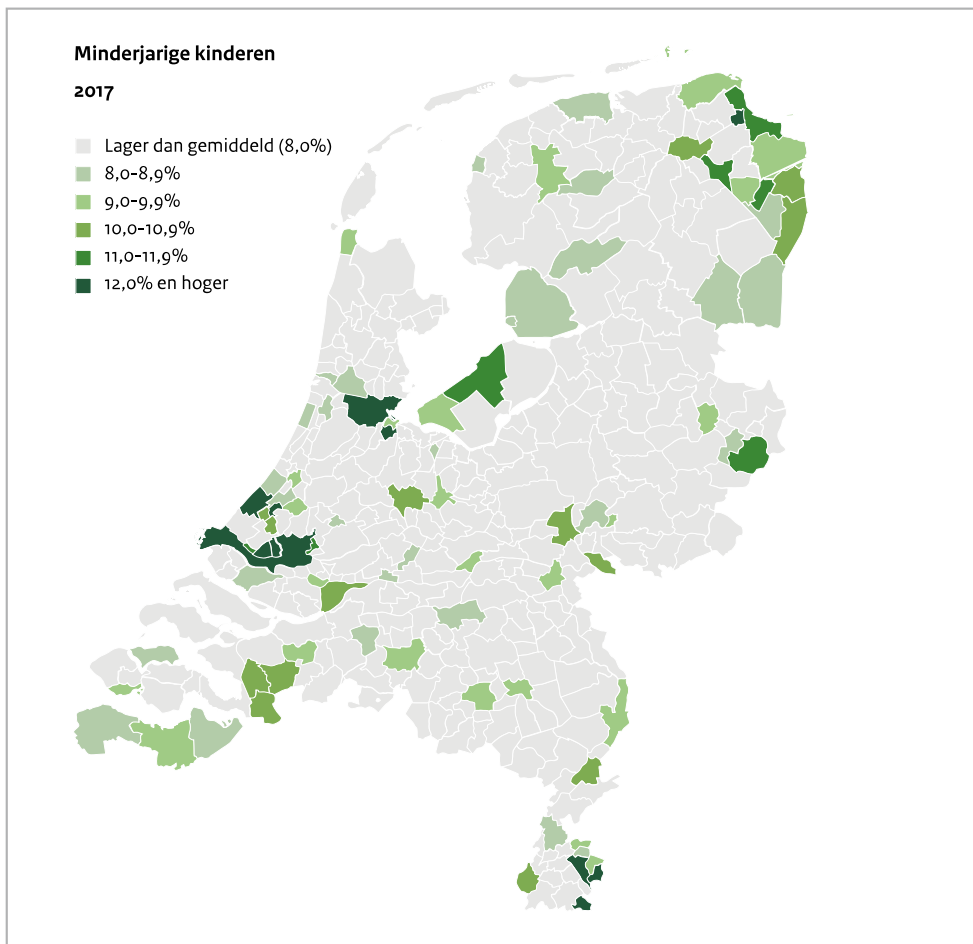 Minderjarige kinderen
2017
Lager dan gemiddeld (8,0%)
8,0-8,9%
9,0-9,9%
10,0-10,9%
11,0-11,9%
12,0% en hoger